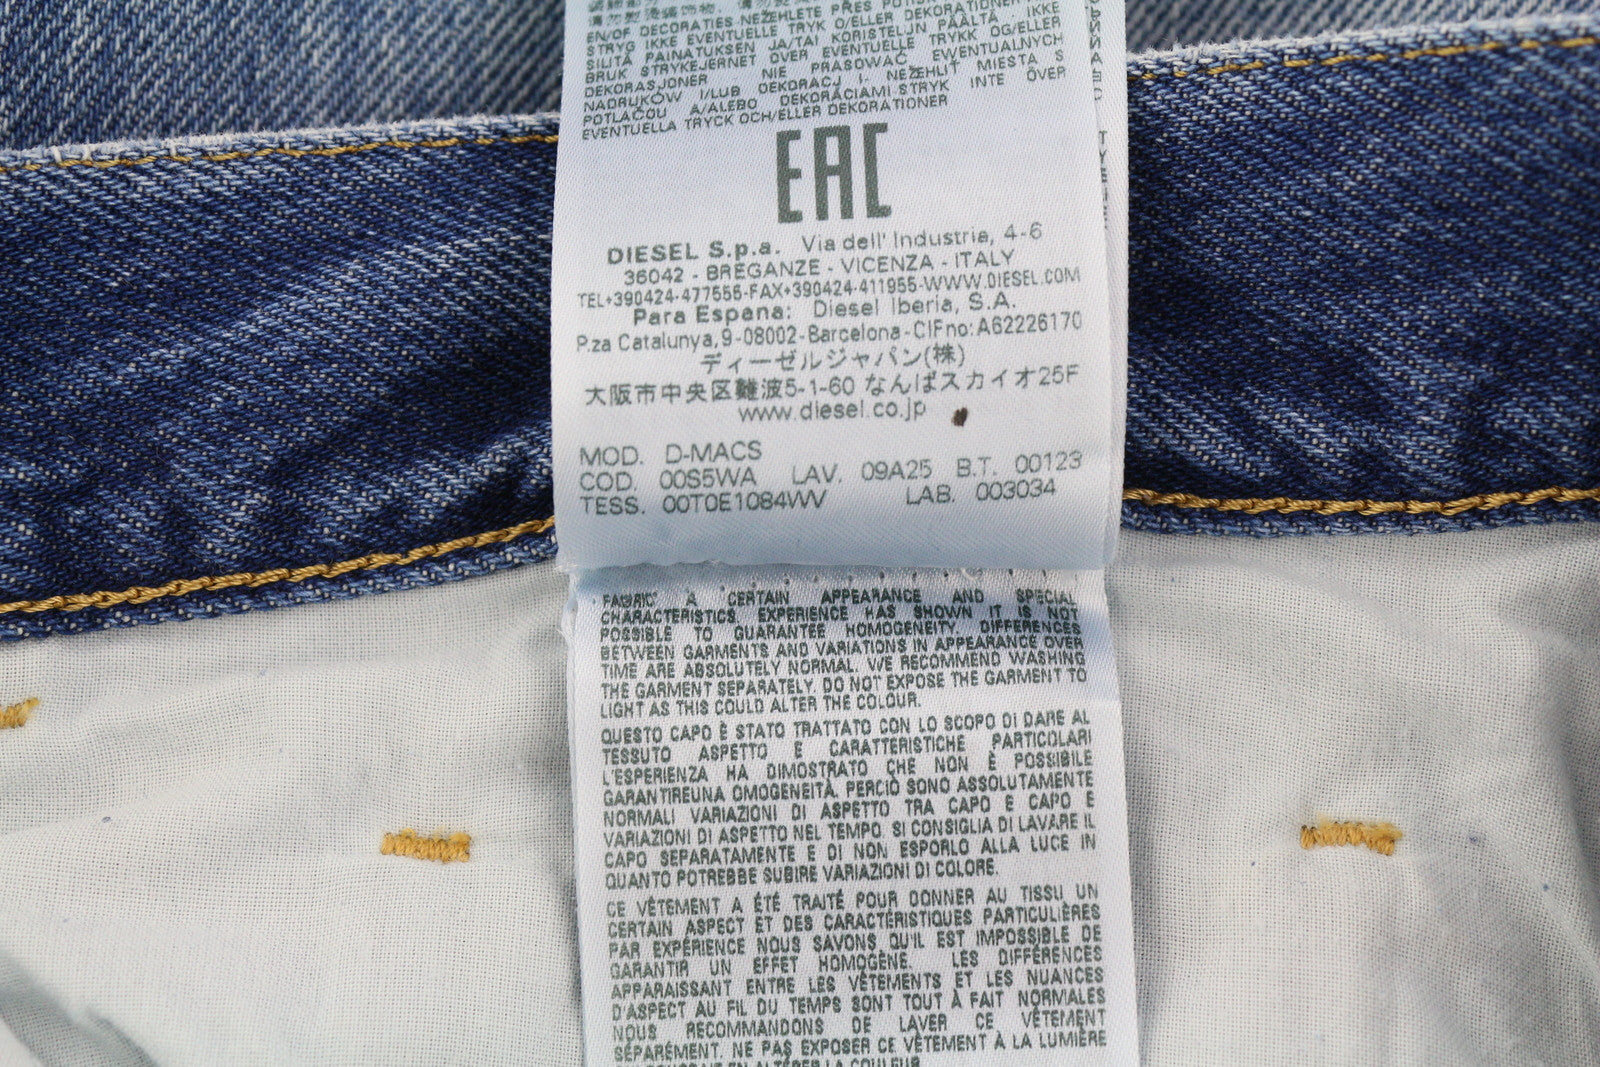 EN/OF DECORATIES NEŽEHLETE PŘES POTISK
STRYG IKKE EVENTUELLE TRYK O/ELLER DEKORATIONER IKKE
SILITÄ PAINATUKSEN JA/TAI KORISTELJN PÄÄLTÄ IKKE
BRUK STRYKEJERNET OVER EVENTUELLE TRYKK OG/ELLER
DEKORASJONER NIE PRASOWAĆ EWENTUALNYCH
NADRUKÓW I/LUB DEKORACJI. NEŽEHLIŤ MIESTA S
POTLAČOU A/ALEBO DEKORÁCIAMI STRYK INTE ÖVER
EVENTUELLA TRYCK OCH/ELLER DEKORATIONER
EAC
DIESEL S.p.a. Via dell' Industria, 4-6
36042 - BREGANZE - VICENZA - ITALY
TEL+390424-477555-FAX+390424-411955-WWW.DIESEL.COM
Para Espana: Diesel Iberia, S.A.
P.za Catalunya,9-08002-Barcelona-CIFno:A62226170
ディーゼルジャパン(株)
大阪市中央区難波5-1-60 なんばスカイオ25F
www.diesel.co.jp
MOD. D-MACS
COD. 00S5WA LAV. 09A25 B.T. 00123
TESS. 00T0E1084WV LAB. 003034
FABRIC A CERTAIN APPEARANCE AND SPECIAL
CHARACTERISTICS. EXPERIENCE HAS SHOWN IT IS NOT
POSSIBLE TO GUARANTEE HOMOGENEITY DIFFERENCES
BETWEEN GARMENTS AND VARIATIONS IN APPEARANCE OVER
TIME ARE ABSOLUTELY NORMAL. WE RECOMMEND WASHING
THE GARMENT SEPARATELY. DO NOT EXPOSE THE GARMENT TO
LIGHT AS THIS COULD ALTER THE COLOUR.
QUESTO CAPO È STATO TRATTATO CON LO SCOPO DI DARE AL
TESSUTO ASPETTO E CARATTERISTICHE PARTICOLARI
L'ESPERIENZA HA DIMOSTRATO CHE NON È POSSIBILE
GARANTIREUNA OMOGENEITÀ. PERCIÒ SONO ASSOLUTAMENTE
NORMALI VARIAZIONI DI ASPETTO TRA CAPO E CAPO E
VARIAZIONI DI ASPETTO NEL TEMPO. SI CONSIGLIA DI LAVARE IL
CAPO SEPARATAMENTE E DI NON ESPORLO ALLA LUCE IN
QUANTO POTREBBE SUBIRE VARIAZIONI DI COLORE.
CE VÊTEMENT A ÉTÉ TRAITÉ POUR DONNER AU TISSU UN
CERTAIN ASPECT ET DES CARACTÉRISTIQUES PARTICULIÈRES
PAR EXPÉRIENCE NOUS SAVONS QU'IL EST IMPOSSIBLE DE
GARANTIR UN EFFET HOMOGÈNE. LES DIFFÉRENCES
APPARAISSANT ENTRE LES VÊTEMENTS ET LES NUANCES
D'ASPECT AU FIL DU TEMPS SONT TOUT À FAIT NORMALES
NOUS RECOMMANDONS DE LAVER CE VÊTEMENT
SÉPARÉMENT. NE PAS EXPOSER CE VÊTEMENT À LA LUMIÈRE
EN ALTÉRER LA COULEUR